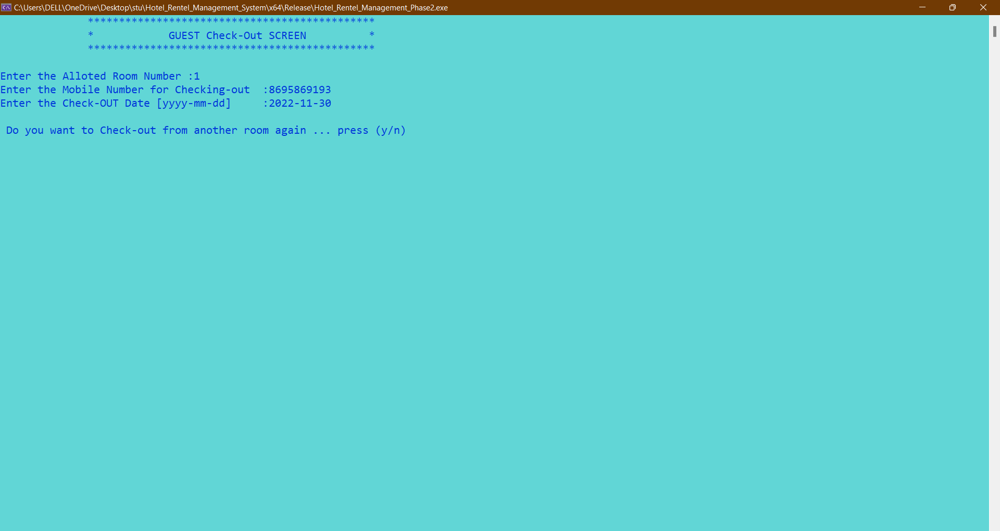 C:\Users\DELL\OneDrive\Desktop\stu\Hotel_Rentel_Management_System\x64\Release\Hotel_Rentel_Management_Phase2.exe
**********************************************
* GUEST Check-Out SCREEN *
**********************************************
Enter the Alloted Room Number :1
Enter the Mobile Number for Checking-out :8695869193
Enter the Check-OUT Date [yyyy-mm-dd] :2022-11-30
Do you want to Check-out from another room again ... press (y/n)